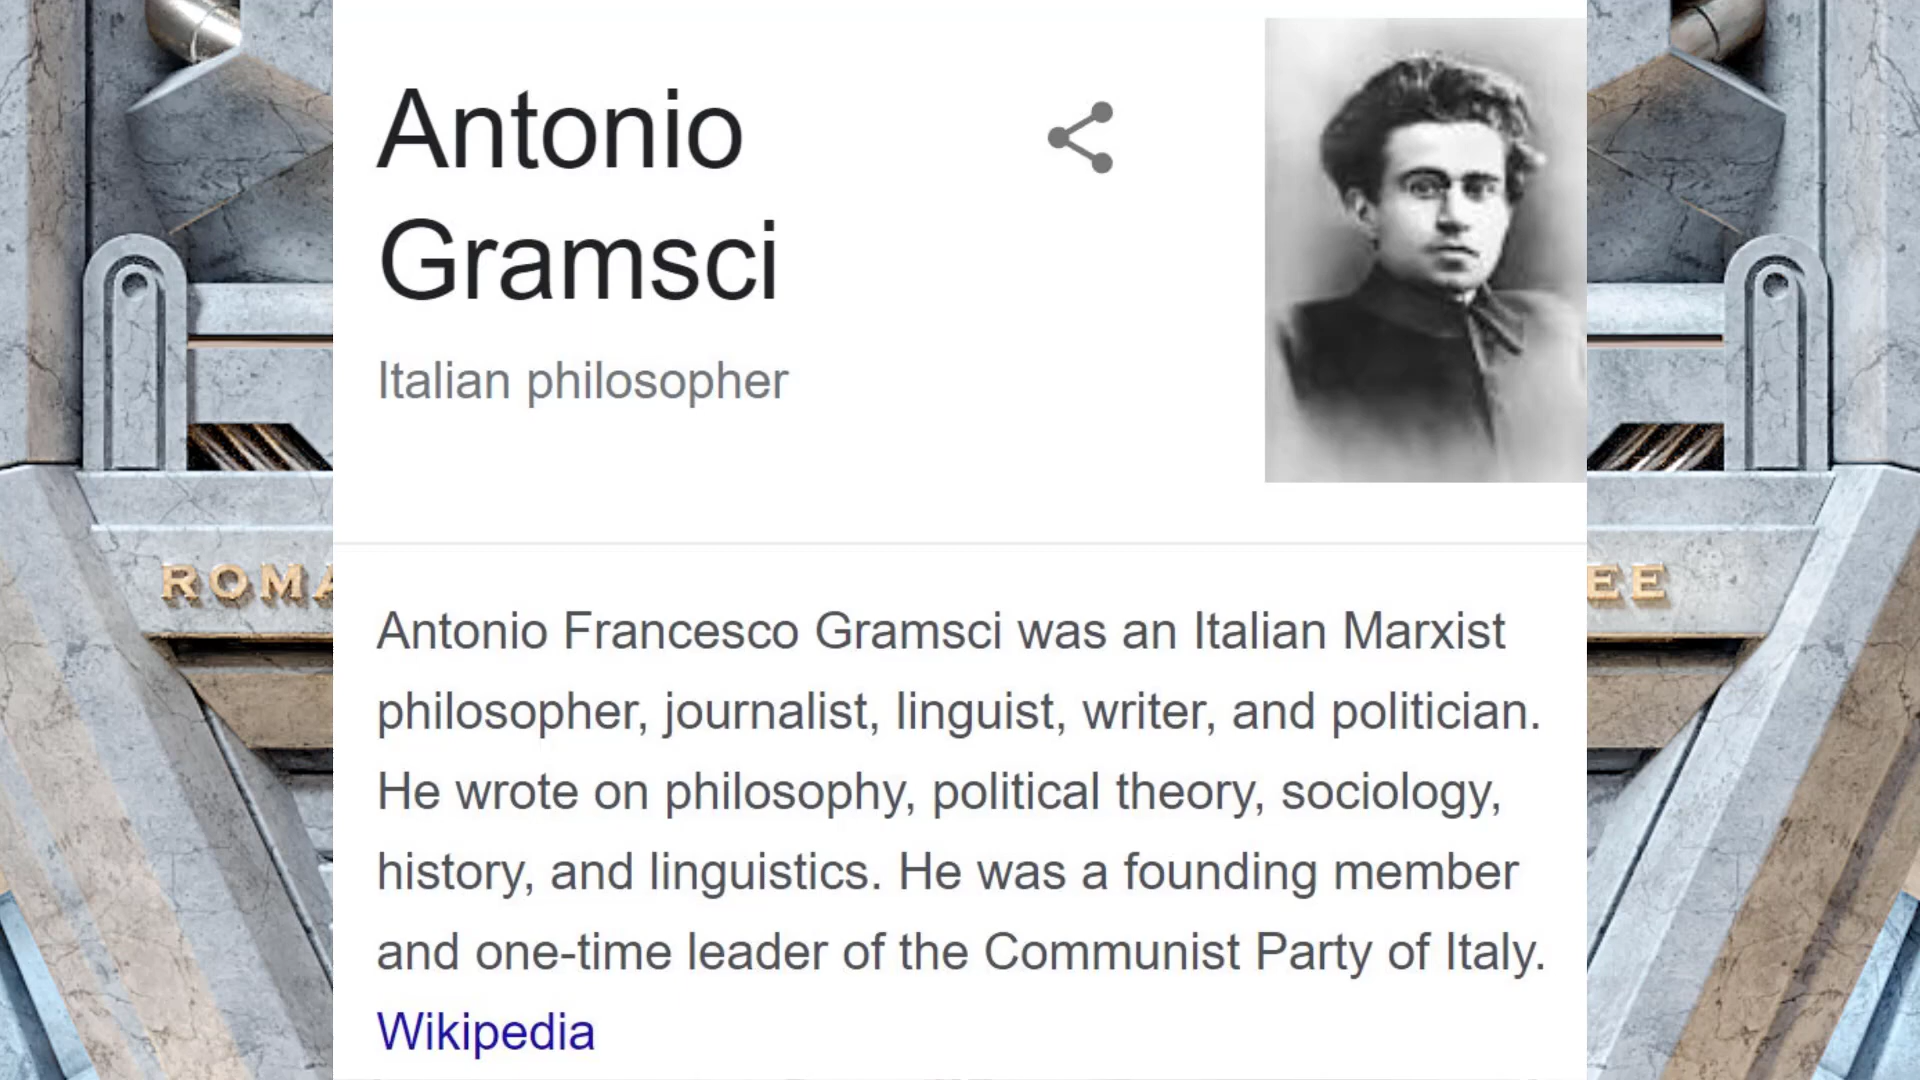 Antonio
Gramsci
Italian philosopher
ROMA
EE
Antonio Francesco Gramsci was an Italian Marxist
philosopher, journalist, linguist, writer, and politician.
He wrote on philosophy, political theory, sociology,
history, and linguistics. He was a founding member
and one-time leader of the Communist Party of Italy.
Wikipedia